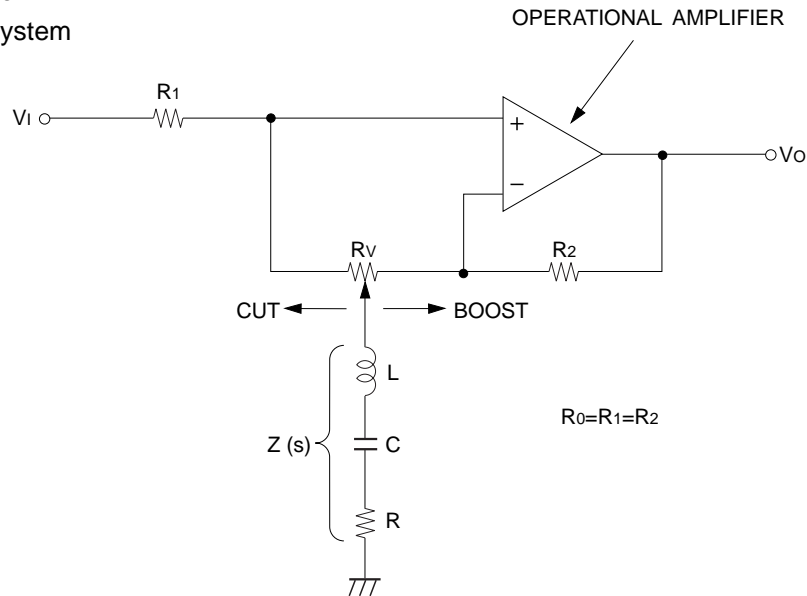 OPERATIONAL AMPLIFIER
ystem
R1
VI
+
VO
−
RV
R2
CUT
BOOST
L
Z (s)
C
R0=R1=R2
R